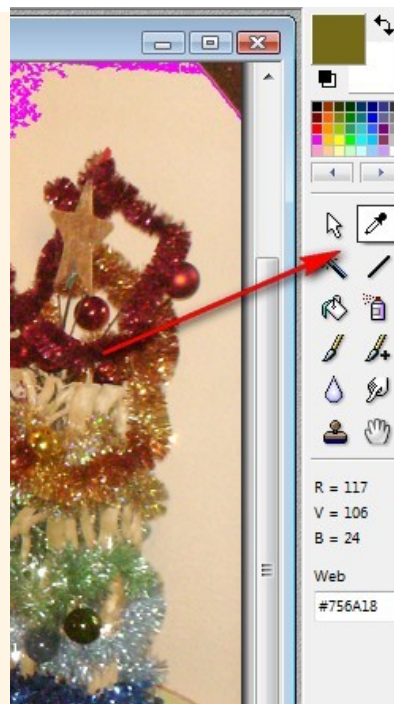 R = 117
V = 106
B = 24
Web
#756A18